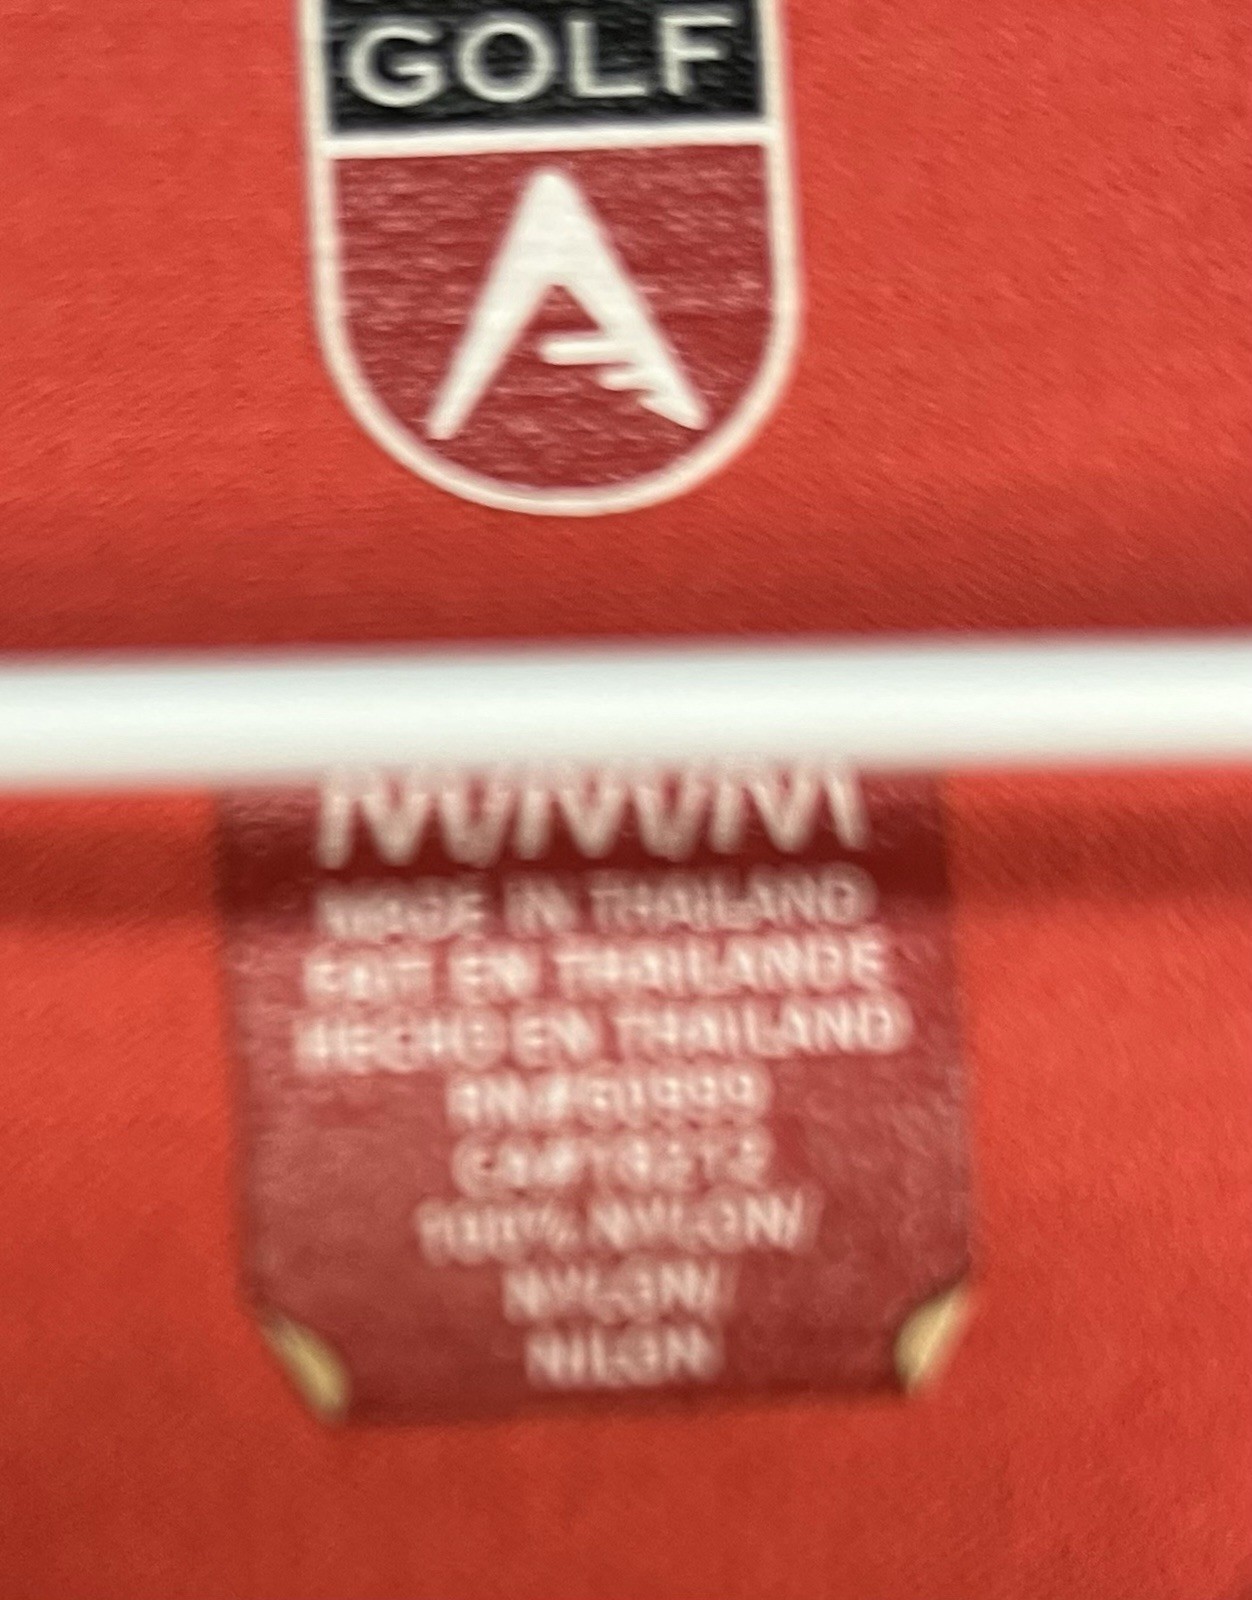 GOLF
A
M/M/M
MADE IN THAILAND
FAIT EN THAILANDE
HECHO EN THAILAND
100% NYLON/
NYLON/
NILON